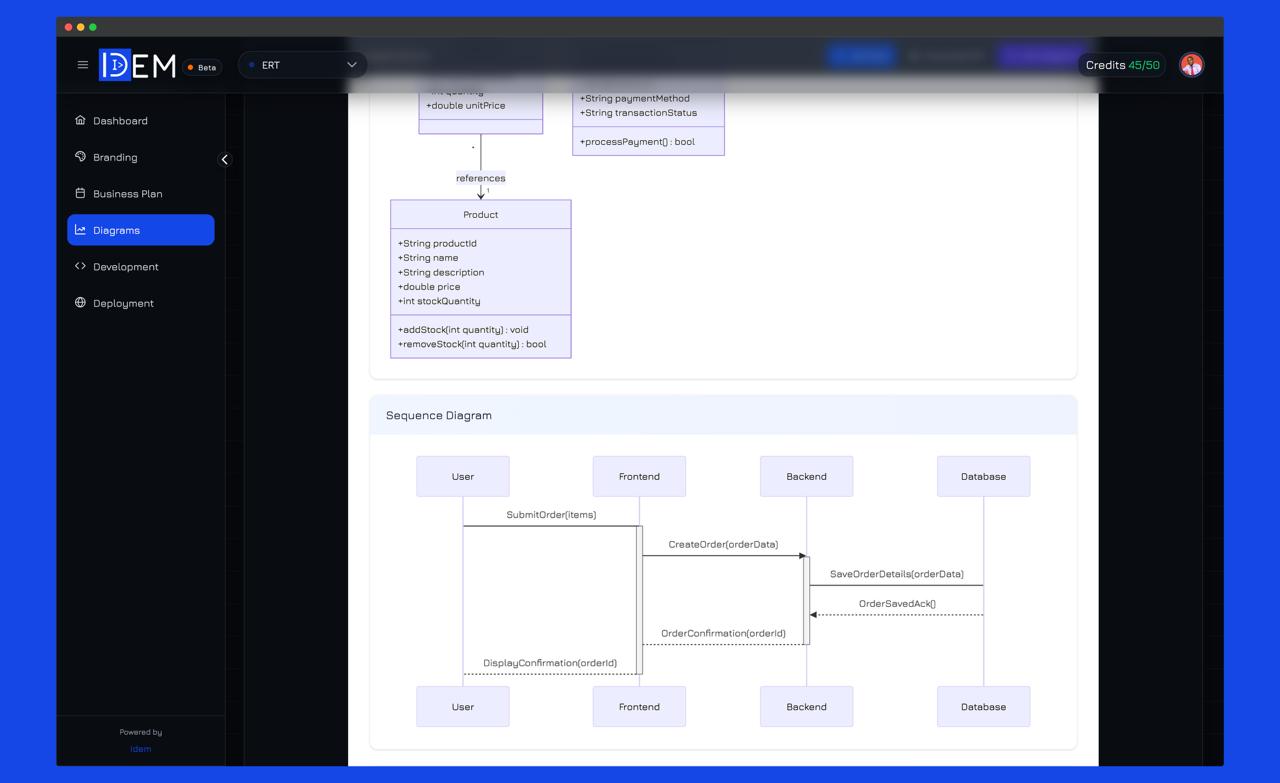 IDEM
Beta
ERT
Credits 45/50
Dashboard
Branding
Business Plan
Diagrams
Development
Deployment
Powered by
Idem
+double unitPrice
+String paymentMethod
+String transactionStatus
+processPayment() : bool
references
1
Product
+String productId
+String name
+String description
+double price
+int stockQuantity
+addStock(int quantity) : void
+removeStock(int quantity) : bool
Sequence Diagram
User
Frontend
Backend
Database
SubmitOrder(items)
CreateOrder(orderData)
SaveOrderDetails(orderData)
OrderSavedAck()
OrderConfirmation(orderId)
DisplayConfirmation(orderId)
User
Frontend
Backend
Database